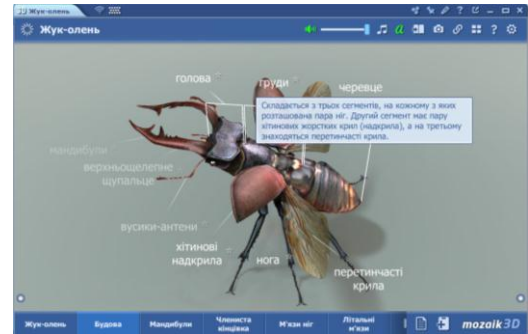 3D Жук-олень
Жук-олень
голова
груди
черевце
Складається з трьох сегментів, на кожному з яких
розташована пара ніг. Другий сегмент має пару
хітинових жорстких крил (надкрила), а на третьому
знаходяться перетинчасті крила.
мандибули
верхньощелепне
щупальце
вусики-антени
хітинові
надкрила
нога
перетинчасті
крила
Жук-олень
Будова
Мандибули
Члениста
кінцівка
М'язи ніг
Літальні
м'язи
mozaik3D